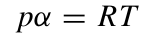 pα = RT